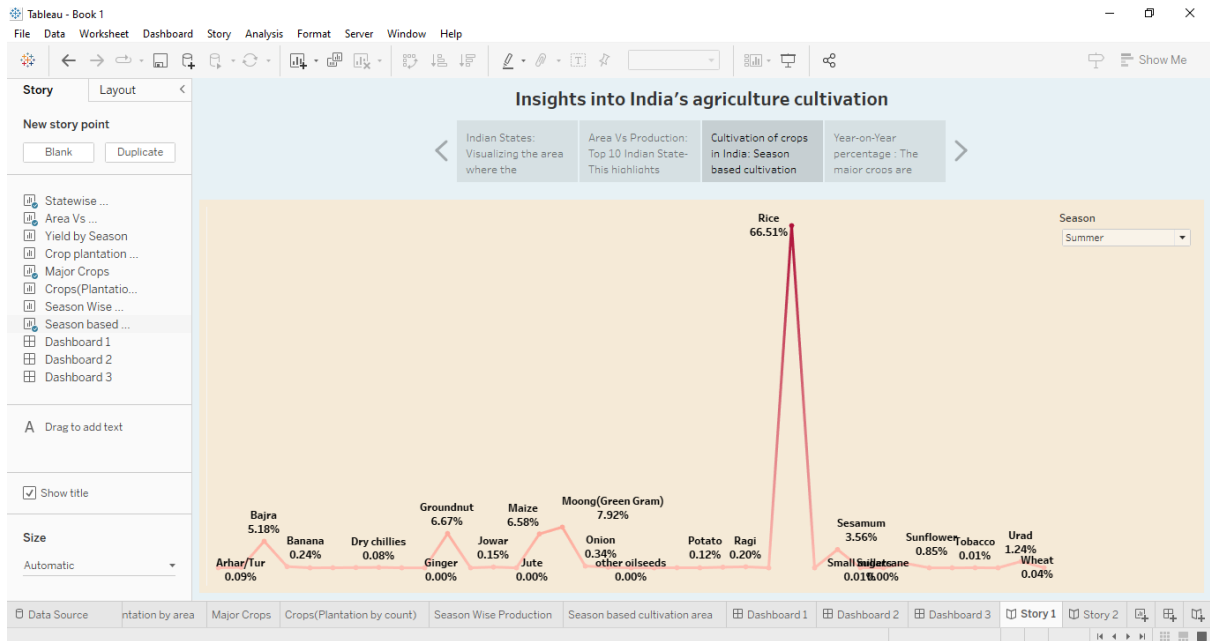 Tableau - Book 1
File Data Worksheet Dashboard Story Analysis Format Server Window Help
Show Me
Story Layout
New story point
Blank Duplicate
Statewise ...
Area Vs ...
Yield by Season
Crop plantation ...
Major Crops
Crops(Plantatio...
Season Wise ...
Season based ...
Dashboard 1
Dashboard 2
Dashboard 3
A Drag to add text
Show title
Size
Automatic
Insights into India's agriculture cultivation
Indian States:
Visualizing the area
where the
Area Vs Production:
Top 10 Indian State-
This highlights
Cultivation of crops
in India: Season
based cultivation
Year-on-Year
percentage : The
major crops are
Season
Summer
Rice
66.51%
Arhar/Tur
0.09%
Bajra
5.18%
Banana
0.24%
Dry chillies
0.08%
Ginger
0.00%
Groundnut
6.67%
Jowar
0.15%
Maize
6.58%
Jute
0.00%
Moong(Green Gram)
7.92%
Onion
0.34%
other oilseeds
0.00%
Potato
0.12%
Ragi
0.20%
Sesamum
3.56%
Small millets
0.01%
Sugarcane
0.00%
Sunflower
0.85%
Tobacco
0.01%
Urad
1.24%
Wheat
0.04%
Data Source ntation by area Major Crops Crops(Plantation by count) Season Wise Production Season based cultivation area Dashboard 1 Dashboard 2 Dashboard 3 Story 1 Story 2